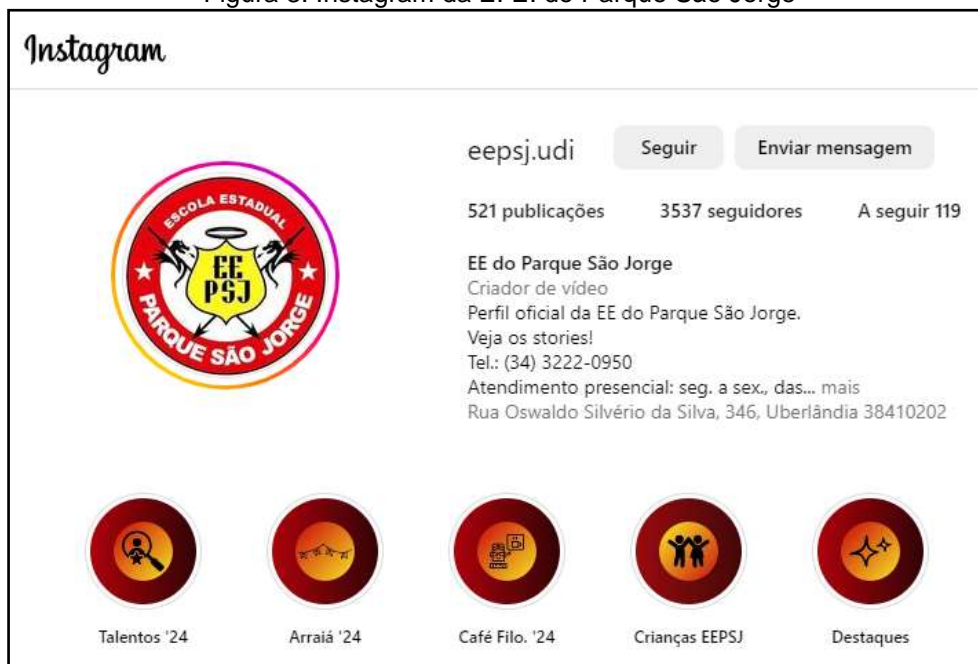 Figura Instagram da E. E. do Parque São Jorge
Instagram
eepsj.udi Seguir Enviar mensagem
521 publicações 3537 seguidores A seguir 119
EE do Parque São Jorge
Criador de vídeo
Perfil oficial da EE do Parque São Jorge.
Veja os stories!
Tel.: (34) 3222-0950
Atendimento presencial: seg. a sex., das... mais
Rua Oswaldo Silvério da Silva, 346, Uberlândia 38410202
ESCOLA ESTADUAL
EE
PSJ
PARQUE SÃO JORGE
Talentos '24 Arraiá '24 Café Filo. '24 Crianças EEPSJ Destaques